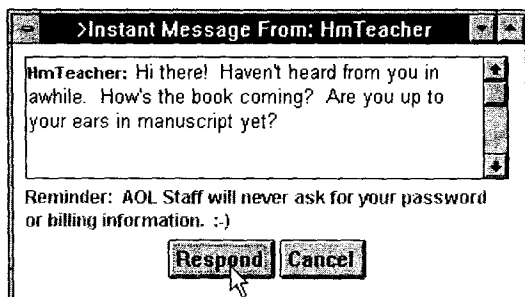 >Instant Message From: HmTeacher
HmTeacher: Hi there! Haven't heard from you in
awhile. How's the book coming? Are you up to
your ears in manuscript yet?
Reminder: AOL Staff will never ask for your password
or billing information. :-)
Respond Cancel